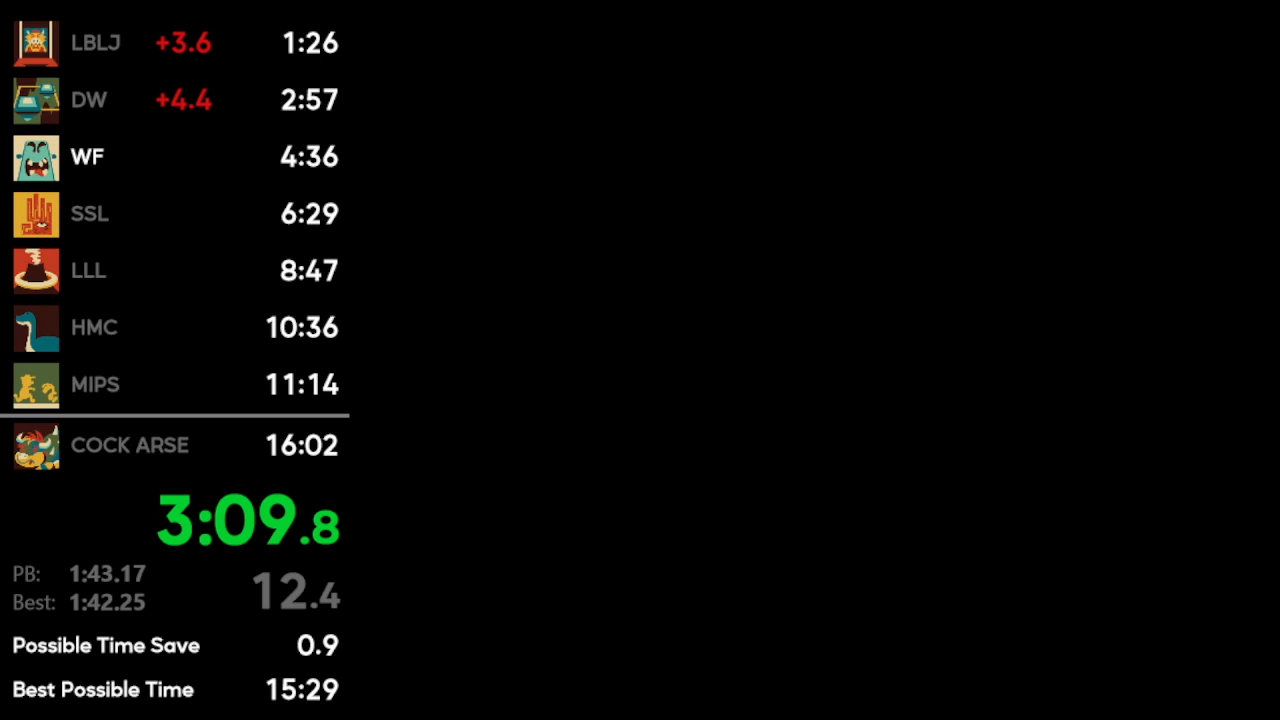 LBLJ +3.6 1:26
DW +4.4 2:57
WF 4:36
SSL 6:29
LLL 8:47
HMC 10:36
MIPS 11:14
COCK ARSE 16:02
3:09.8
PB: 1:43.17
12.4
Best: 1:42.25
Possible Time Save 0.9
Best Possible Time 15:29